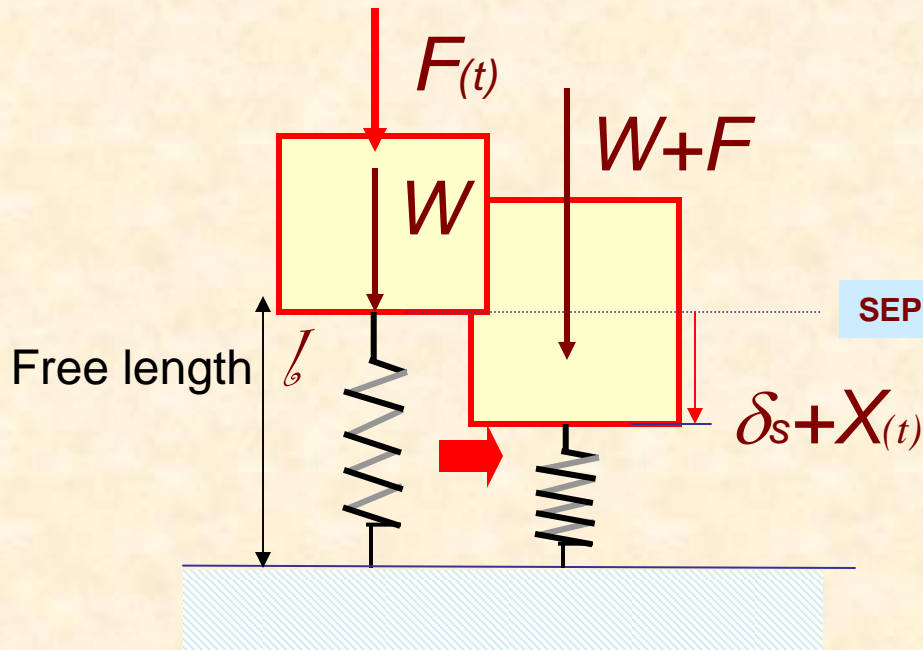 F(t)
W+F
W
SEP
Free length l
δs+X(t)